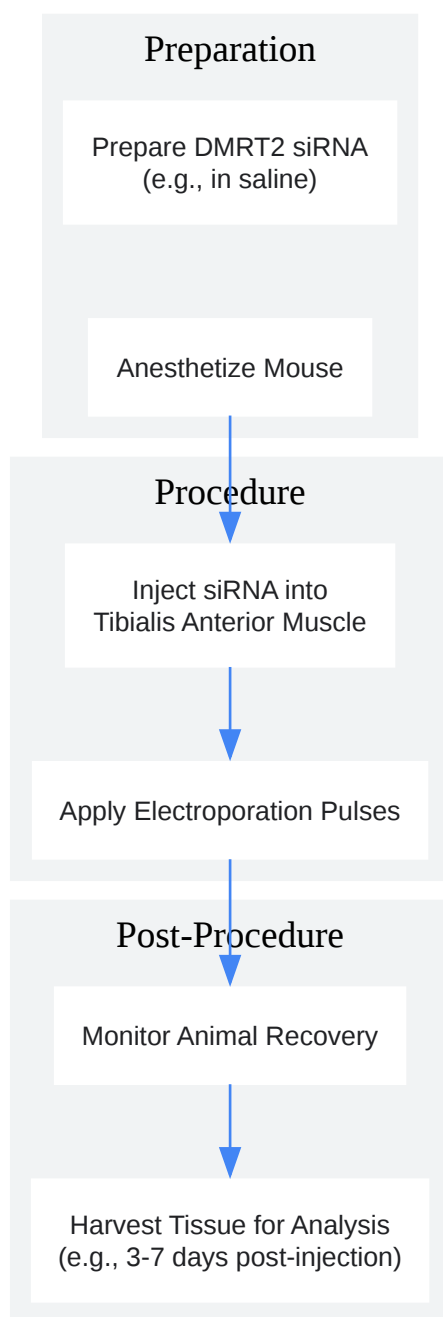 Preparation
Prepare DMRT2 siRNA
(e.g., in saline)
Anesthetize Mouse
Procedure
Inject siRNA into
Tibialis Anterior Muscle
Apply Electroporation Pulses
Post-Procedure
Monitor Animal Recovery
Harvest Tissue for Analysis
(e.g., 3-7 days post-injection)